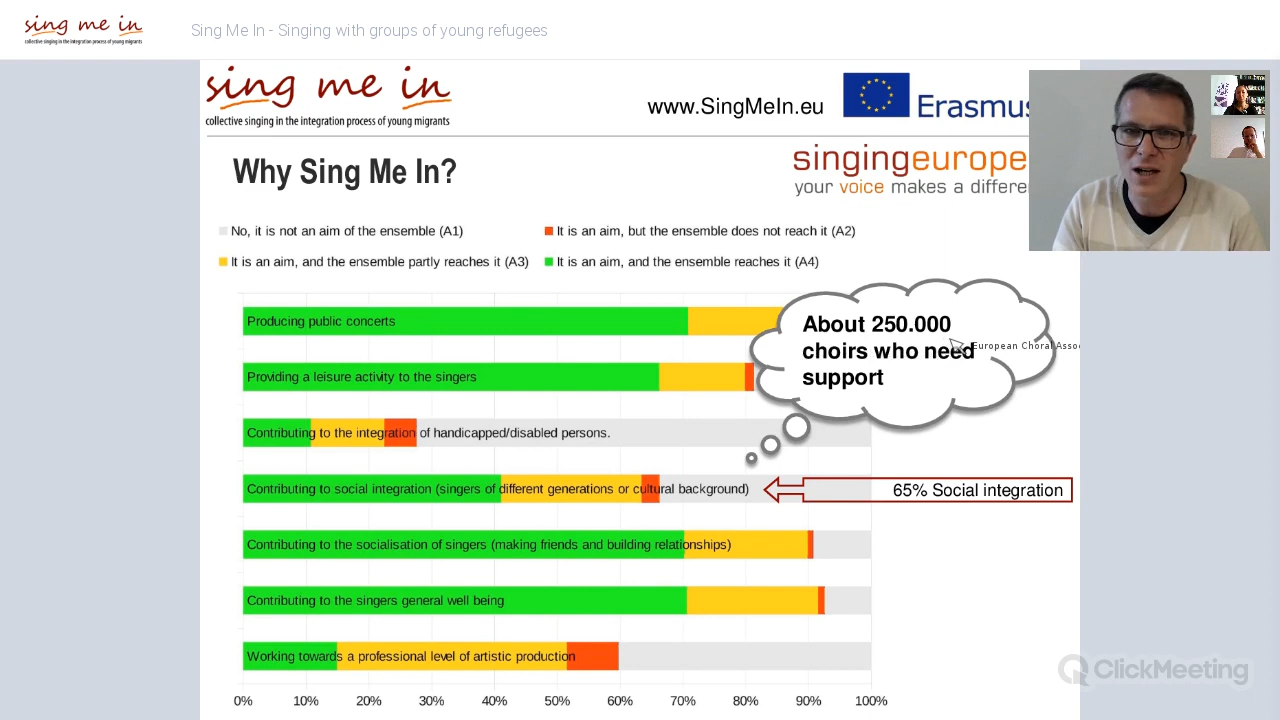 sing me in
collective singing in the integration process of young migrants
Sing Me In - Singing with groups of young refugees
sing me in
collective singing in the integration process of young migrants
www.SingMeIn.eu
Erasmus
Why Sing Me In?
singingeurope
your voice makes a differe
No, it is not an aim of the ensemble (A1)
It is an aim, but the ensemble does not reach it (A2)
It is an aim, and the ensemble partly reaches it (A3)
It is an aim, and the ensemble reaches it (A4)
Producing public concerts
About 250.000
choirs who need
support
European Choral Asso
Providing a leisure activity to the singers
Contributing to the integration of handicapped/disabled persons.
Contributing to social integration (singers of different generations or cultural background)
65% Social integration
Contributing to the socialisation of singers (making friends and building relationships)
Contributing to the singers general well being
Working towards a professional level of artistic production
ClickMeeting
0% 10% 20% 30% 40% 50% 60% 70% 80% 90% 100%